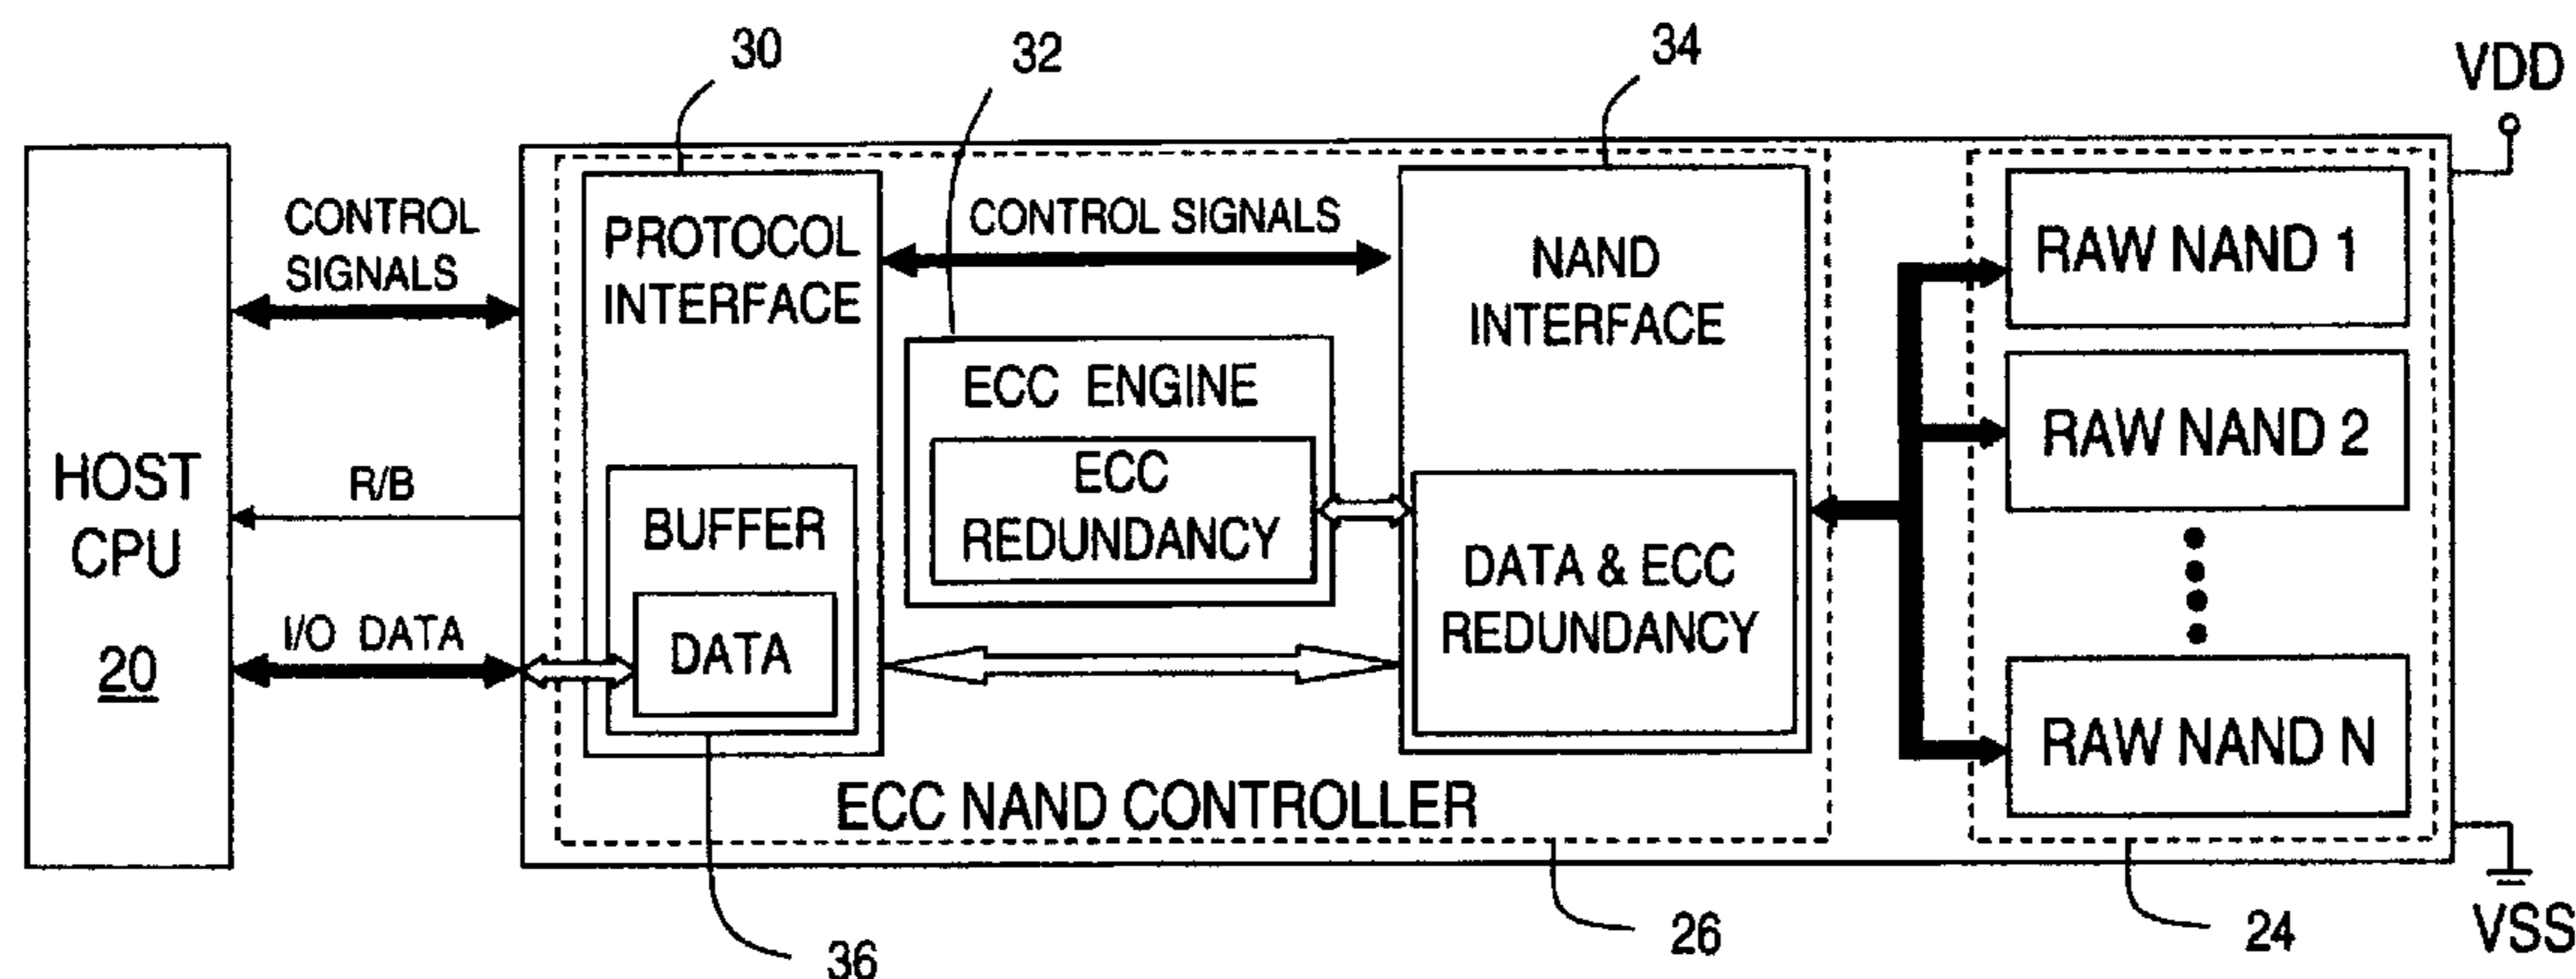 30
32
34
VDD
CONTROL
SIGNALS
PROTOCOL
INTERFACE
CONTROL SIGNALS
NAND
INTERFACE
RAW NAND 1
ECC ENGINE
RAW NAND 2
HOST
CPU
20
R/B
BUFFER
ECC
REDUNDANCY
DATA & ECC
REDUNDANCY
I/O DATA
DATA
RAW NAND N
ECC NAND CONTROLLER
36
26
24
VSS